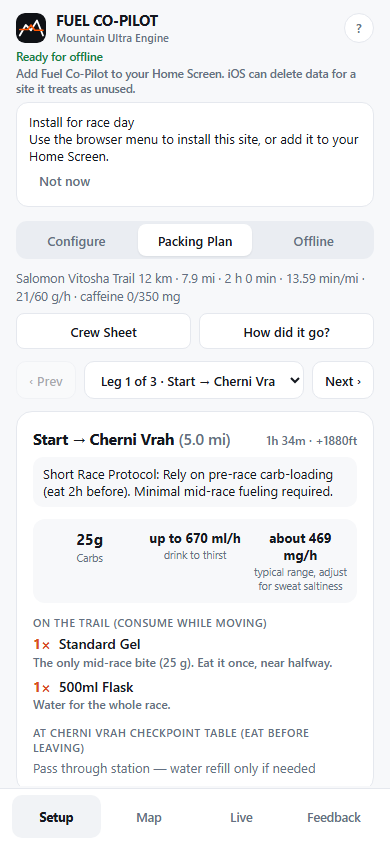 FUEL CO-PILOT
Mountain Ultra Engine
?
Ready for offline
Add Fuel Co-Pilot to your Home Screen. iOS can delete data for a
site it treats as unused.
Install for race day
Use the browser menu to install this site, or add it to your
Home Screen.
Not now
Configure
Packing Plan
Offline
Salomon Vitosha Trail 12 km · 7.9 mi · 2 h 0 min · 13.59 min/mi ·
21/60 g/h · caffeine 0/350 mg
Crew Sheet
How did it go?
‹ Prev
Leg 1 of 3 · Start → Cherni Vra
Next ›
Start → Cherni Vrah (5.0 mi)
1h 34m · +1880ft
Short Race Protocol: Rely on pre-race carb-loading
(eat 2h before). Minimal mid-race fueling required.
25g
Carbs
up to 670 ml/h
drink to thirst
about 469
mg/h
typical range, adjust
for sweat saltiness
ON THE TRAIL (CONSUME WHILE MOVING)
1× Standard Gel
The only mid-race bite (25 g). Eat it once, near halfway.
1× 500ml Flask
Water for the whole race.
AT CHERNI VRAH CHECKPOINT TABLE (EAT BEFORE
LEAVING)
Pass through station — water refill only if needed
Setup
Map
Live
Feedback